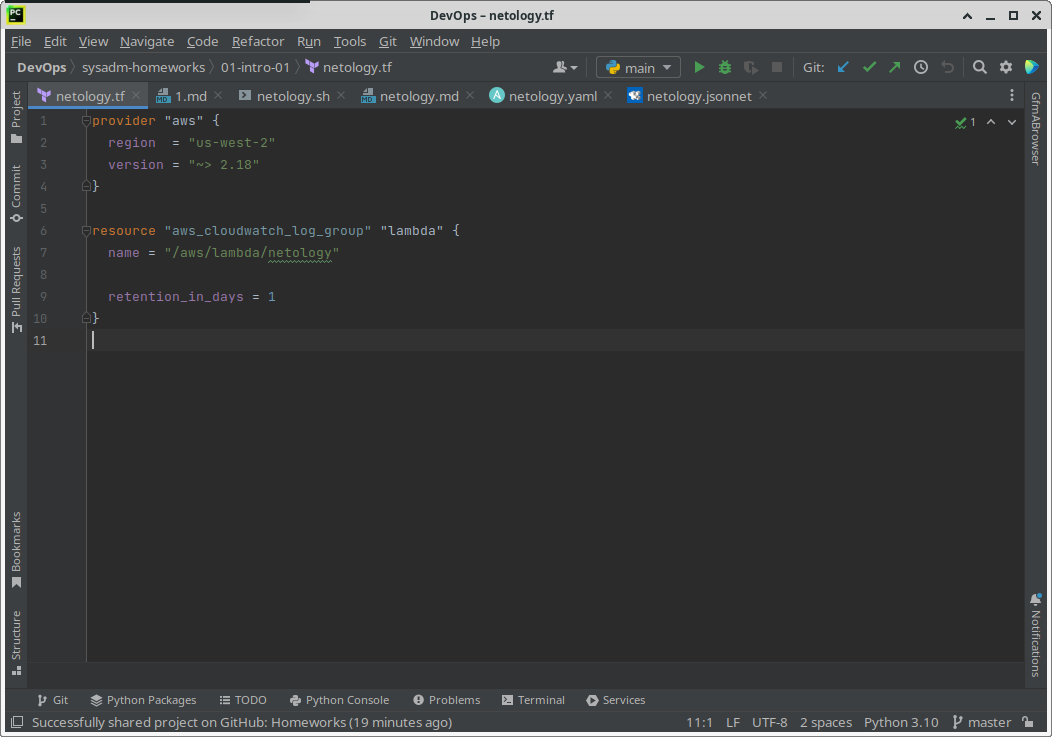 PC
DevOps – netology.tf
File Edit View Navigate Code Refactor Run Tools Git Window Help
DevOps sysadm-homeworks 01-intro-01 netology.tf main Git:
netology.tf 1.md netology.sh netology.md netology.yaml netology.jsonnet
Project
Commit
Pull Requests
Bookmarks
Structure
1 provider "aws" {
2 region  = "us-west-2"
3 version = "~> 2.18"
4 }
5
6 resource "aws_cloudwatch_log_group" "lambda" {
7 name = "/aws/lambda/netology"
8
9 retention_in_days = 1
10 }
11
1
GfmABrowser
Notifications
Git Python Packages TODO Python Console Problems Terminal Services
Successfully shared project on GitHub: Homeworks (19 minutes ago) 11:1 LF UTF-8 2 spaces Python 3.10 master